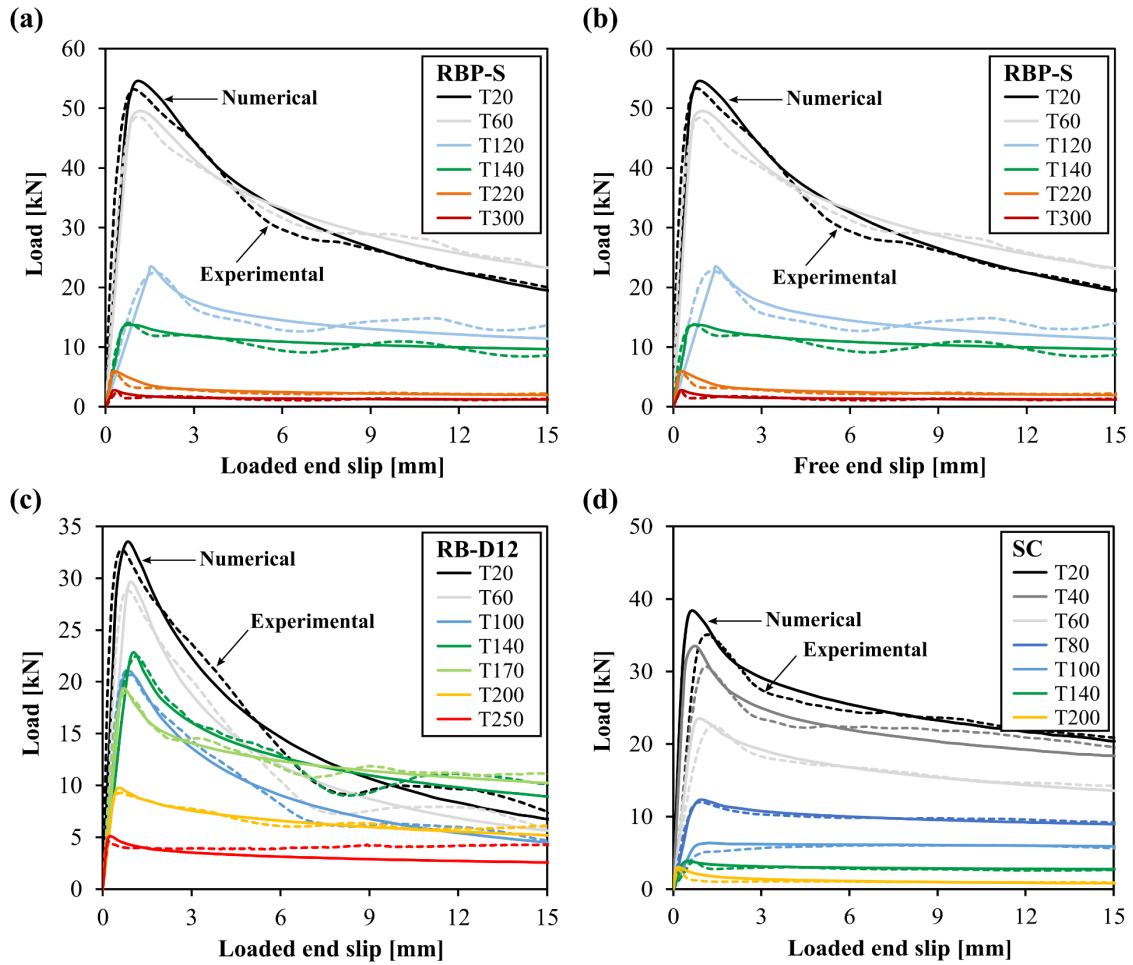 (a)
60
50
40
30
20
10
0
Load [kN]
RBP-S
T20
T60
T120
T140
T220
T300
Numerical
Experimental
0 3 6 9 12 15
Loaded end slip [mm]
(b)
60
50
40
30
20
10
0
Load [kN]
RBP-S
T20
T60
T120
T140
T220
T300
Numerical
Experimental
0 3 6 9 12 15
Free end slip [mm]
(c)
35
30
25
20
15
10
5
0
Load [kN]
RB-D12
T20
T60
T100
T140
T170
T200
T250
Numerical
Experimental
0 3 6 9 12 15
Loaded end slip [mm]
(d)
50
40
30
20
10
0
Load [kN]
SC
T20
T40
T60
T80
T100
T140
T200
Numerical
Experimental
0 3 6 9 12 15
Loaded end slip [mm]